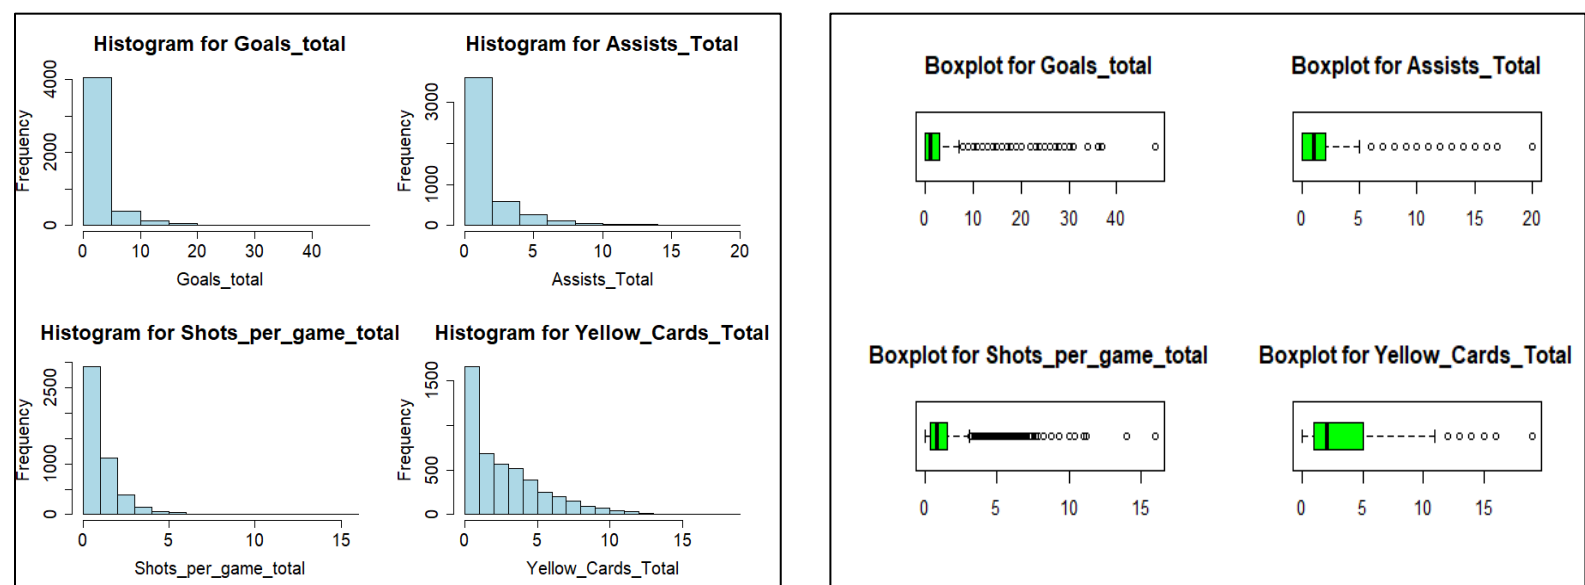 Histogram for Goals_total
Frequency
0 2000 4000
0 10 20 30 40
Goals_total
Histogram for Assists_Total
Frequency
0 1000 3000
0 5 10 15 20
Assists_Total
Histogram for Shots_per_game_total
Frequency
0 1000 2500
0 5 10 15
Shots_per_game_total
Histogram for Yellow_Cards_Total
Frequency
0 500 1500
0 5 10 15
Yellow_Cards_Total
Boxplot for Goals_total
0 10 20 30 40
Boxplot for Assists_Total
0 5 10 15 20
Boxplot for Shots_per_game_total
0 5 10 15
Boxplot for Yellow_Cards_Total
0 5 10 15